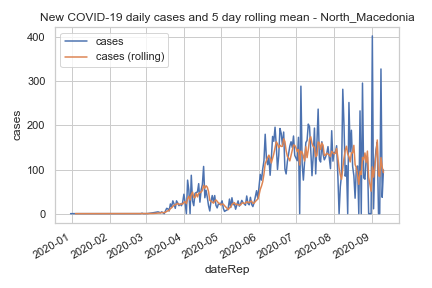 New COVID-19 daily cases and 5 day rolling mean - North_Macedonia
cases
cases (rolling)
400
300
200
100
0
cases
2020-01
2020-02
2020-03
2020-04
2020-05
2020-06
2020-07
2020-08
2020-09
dateRep